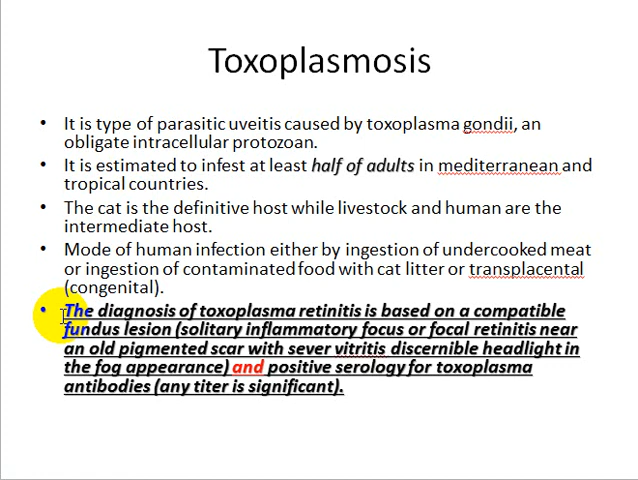 Toxoplasmosis
• It is type of parasitic uveitis caused by toxoplasma gondii, an
obligate intracellular protozoan.
• It is estimated to infest at least half of adults in mediterranean and
tropical countries.
• The cat is the definitive host while livestock and human are the
intermediate host.
• Mode of human infection either by ingestion of undercooked meat
or ingestion of contaminated food with cat litter or transplacental
(congenital).
• The diagnosis of toxoplasma retinitis is based on a compatible
fundus lesion (solitary inflammatory focus or focal retinitis near
an old pigmented scar with sever vitritis discernible headlight in
the fog appearance) and positive serology for toxoplasma
antibodies (any titer is significant).